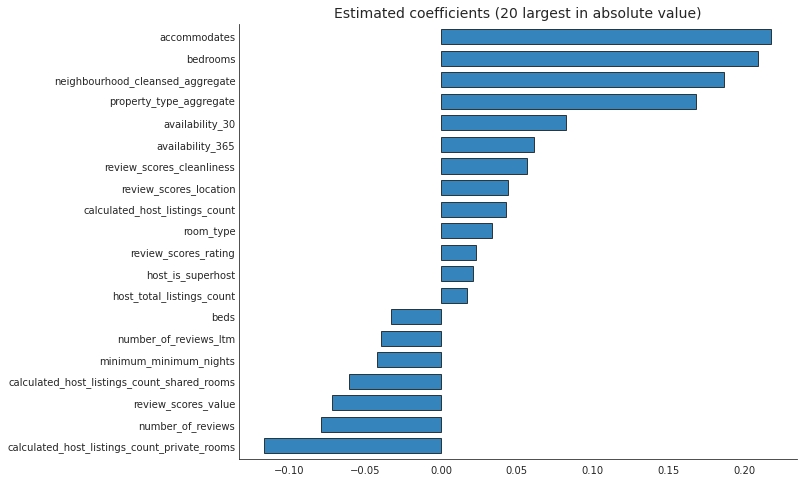 Estimated coefficients (20 largest in absolute value)
accommodates
bedrooms
neighbourhood_cleansed_aggregate
property_type_aggregate
availability_30
availability_365
review_scores_cleanliness
review_scores_location
calculated_host_listings_count
room_type
review_scores_rating
host_is_superhost
host_total_listings_count
beds
number_of_reviews_ltm
minimum_minimum_nights
calculated_host_listings_count_shared_rooms
review_scores_value
number_of_reviews
calculated_host_listings_count_private_rooms
−0.10 −0.05 0.00 0.05 0.10 0.15 0.20